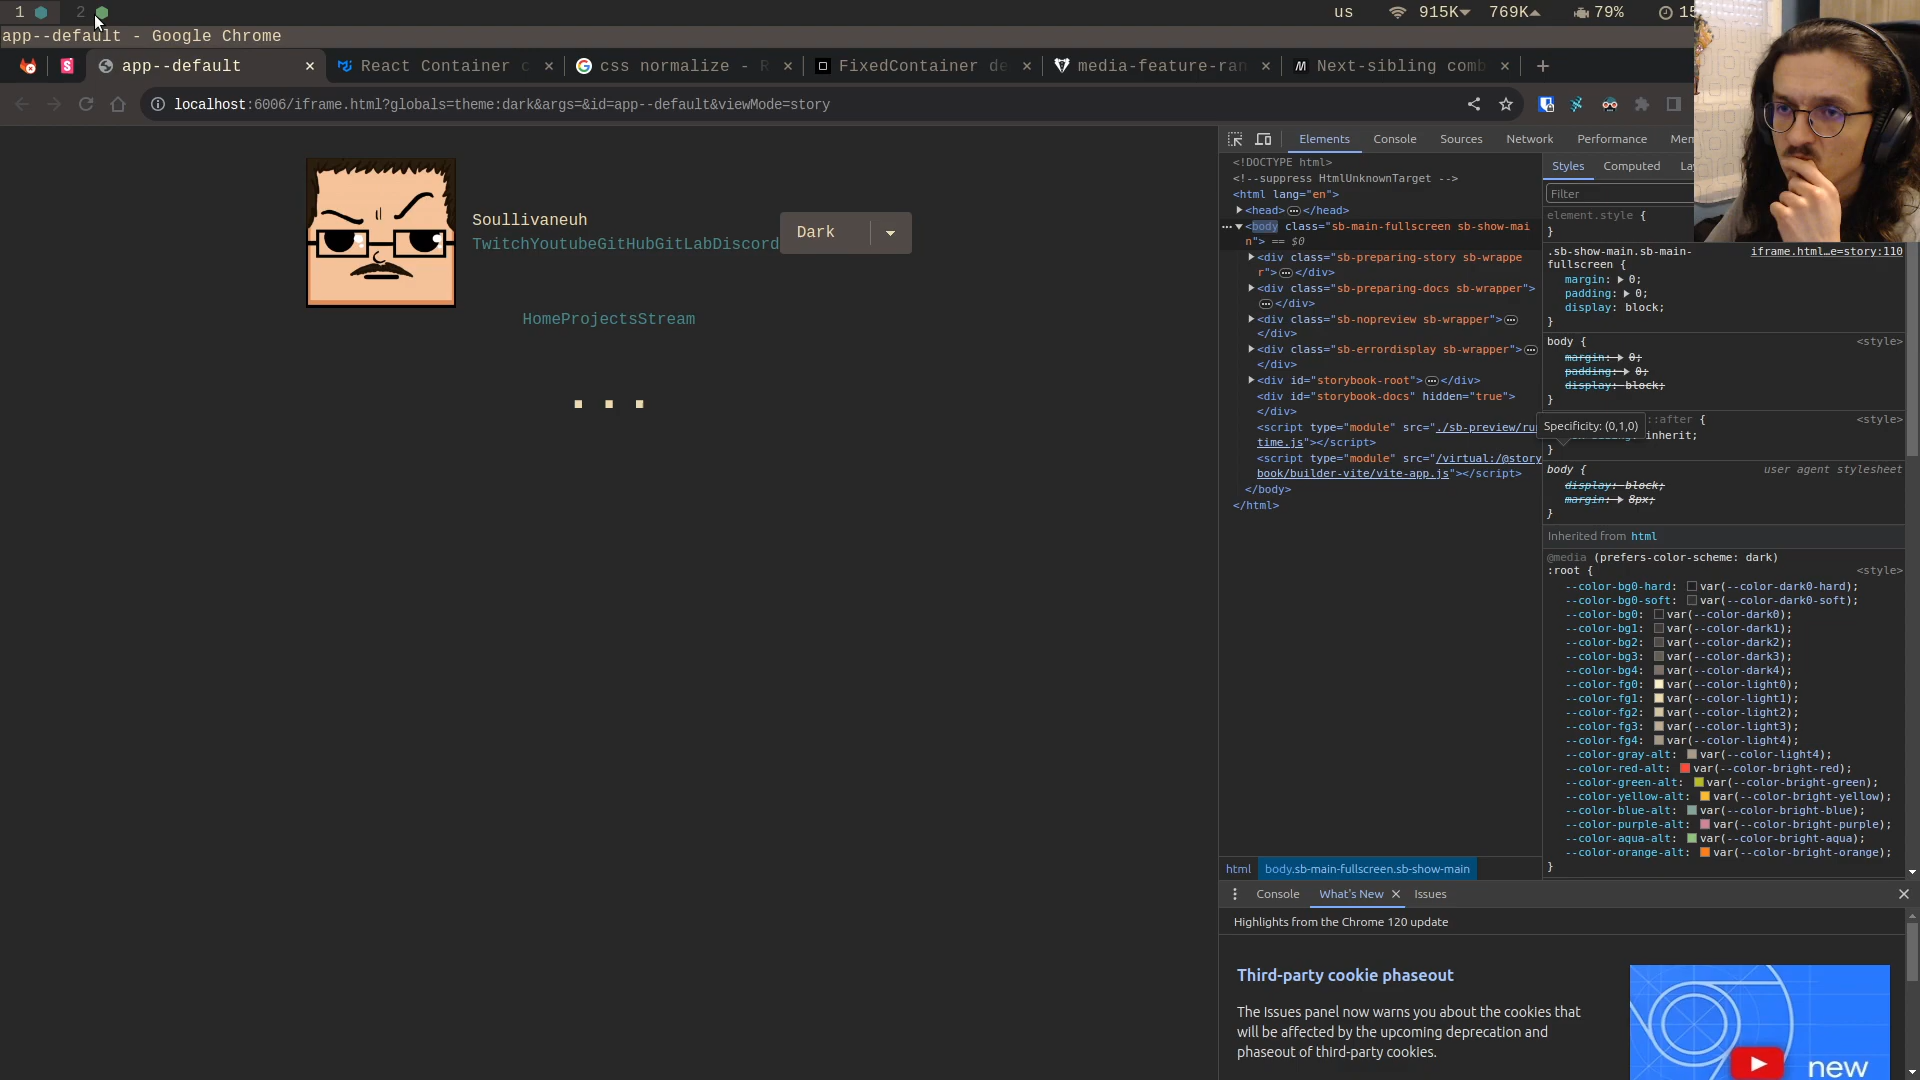 1 2 us 915K 769K 79% 15
app--default - Google Chrome
app--default × React Container c × css normalize - R × FixedContainer de × media-feature-ran × Next-sibling comb × +
localhost:6006/iframe.html?globals=theme:dark&args=&id=app--default&viewMode=story
Elements Console Sources Network Performance Mem
Soullivaneuh
TwitchYoutubeGitHubGitLabDiscord
Dark
HomeProjectsStream
<!DOCTYPE html>
<!--suppress HtmlUnknownTarget -->
<html lang="en">
<head></head>
<body class="sb-main-fullscreen sb-show-mai
n"> == $0
<div class="sb-preparing-story sb-wrappe
r"></div>
<div class="sb-preparing-docs sb-wrapper">
</div>
<div class="sb-nopreview sb-wrapper">
</div>
<div class="sb-errordisplay sb-wrapper">
</div>
<div id="storybook-root"></div>
<div id="storybook-docs" hidden="true">
</div>
<script type="module" src="./sb-preview/ru
time.js"></script>
<script type="module" src="/virtual:/@story
book/builder-vite/vite-app.js"></script>
</body>
</html>
html body.sb-main-fullscreen.sb-show-main
Styles Computed La
Filter
element.style {
}
iframe.html…e=story:110
.sb-show-main.sb-main-
fullscreen {
margin: 0;
padding: 0;
display: block;
}
body { <style>
margin: 0;
padding: 0;
display: block;
}
::after { <style>
Specificity: (0,1,0)
inherit;
}
body { user agent stylesheet
display: block;
margin: 8px;
}
Inherited from html
@media (prefers-color-scheme: dark)
:root { <style>
--color-bg0-hard: var(--color-dark0-hard);
--color-bg0-soft: var(--color-dark0-soft);
--color-bg0: var(--color-dark0);
--color-bg1: var(--color-dark1);
--color-bg2: var(--color-dark2);
--color-bg3: var(--color-dark3);
--color-bg4: var(--color-dark4);
--color-fg0: var(--color-light0);
--color-fg1: var(--color-light1);
--color-fg2: var(--color-light2);
--color-fg3: var(--color-light3);
--color-fg4: var(--color-light4);
--color-gray-alt: var(--color-light4);
--color-red-alt: var(--color-bright-red);
--color-green-alt: var(--color-bright-green);
--color-yellow-alt: var(--color-bright-yellow);
--color-blue-alt: var(--color-bright-blue);
--color-purple-alt: var(--color-bright-purple);
--color-aqua-alt: var(--color-bright-aqua);
--color-orange-alt: var(--color-bright-orange);
}
Console What's New × Issues
Highlights from the Chrome 120 update
Third-party cookie phaseout
The Issues panel now warns you about the cookies that
will be affected by the upcoming deprecation and
phaseout of third-party cookies.
new